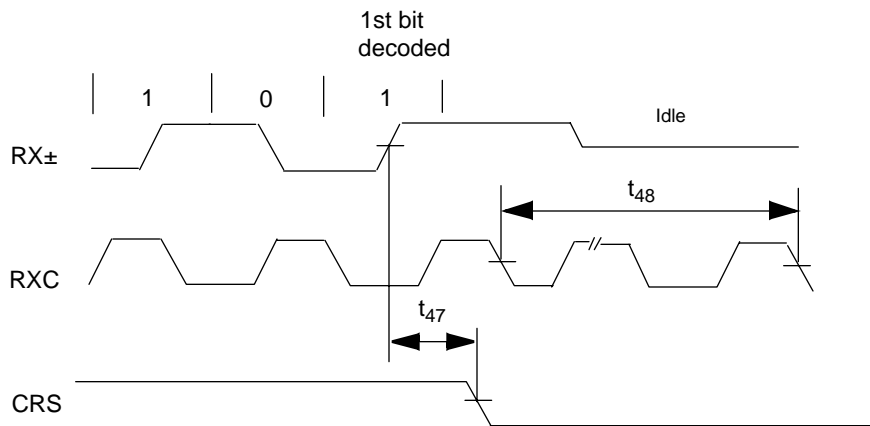 1st bit
decoded
1 0 1
RX± Idle
t48
RXC
t47
CRS